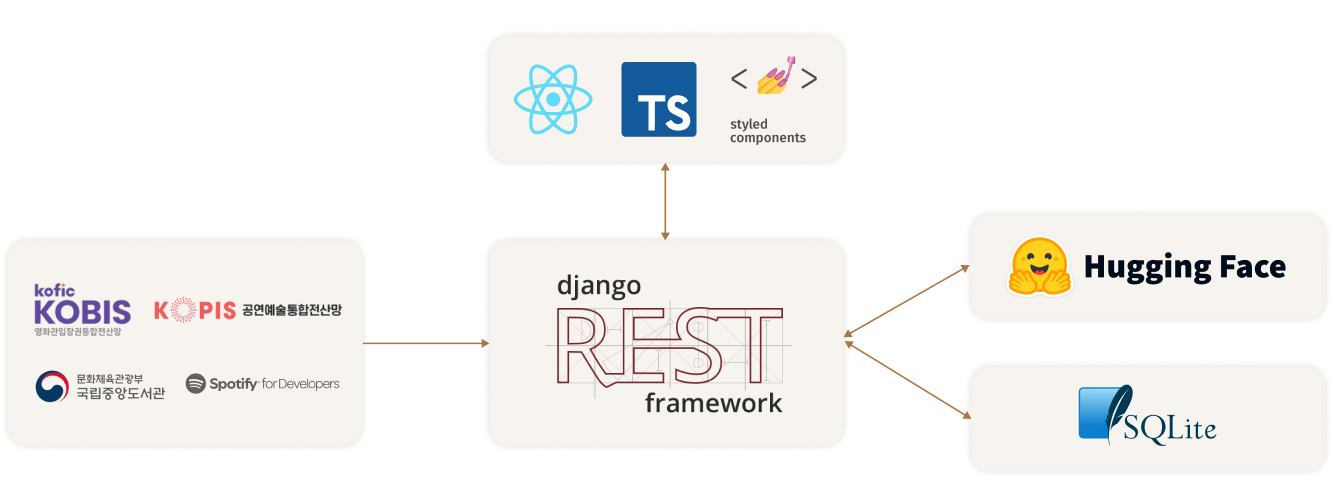 TS
< >
styled
components
kofic
KOBIS
영화관입장권통합전산망
KOPIS 공연예술통합전산망
문화체육관광부
국립중앙도서관
Spotify for Developers
django
REST
framework
Hugging Face
SQLite